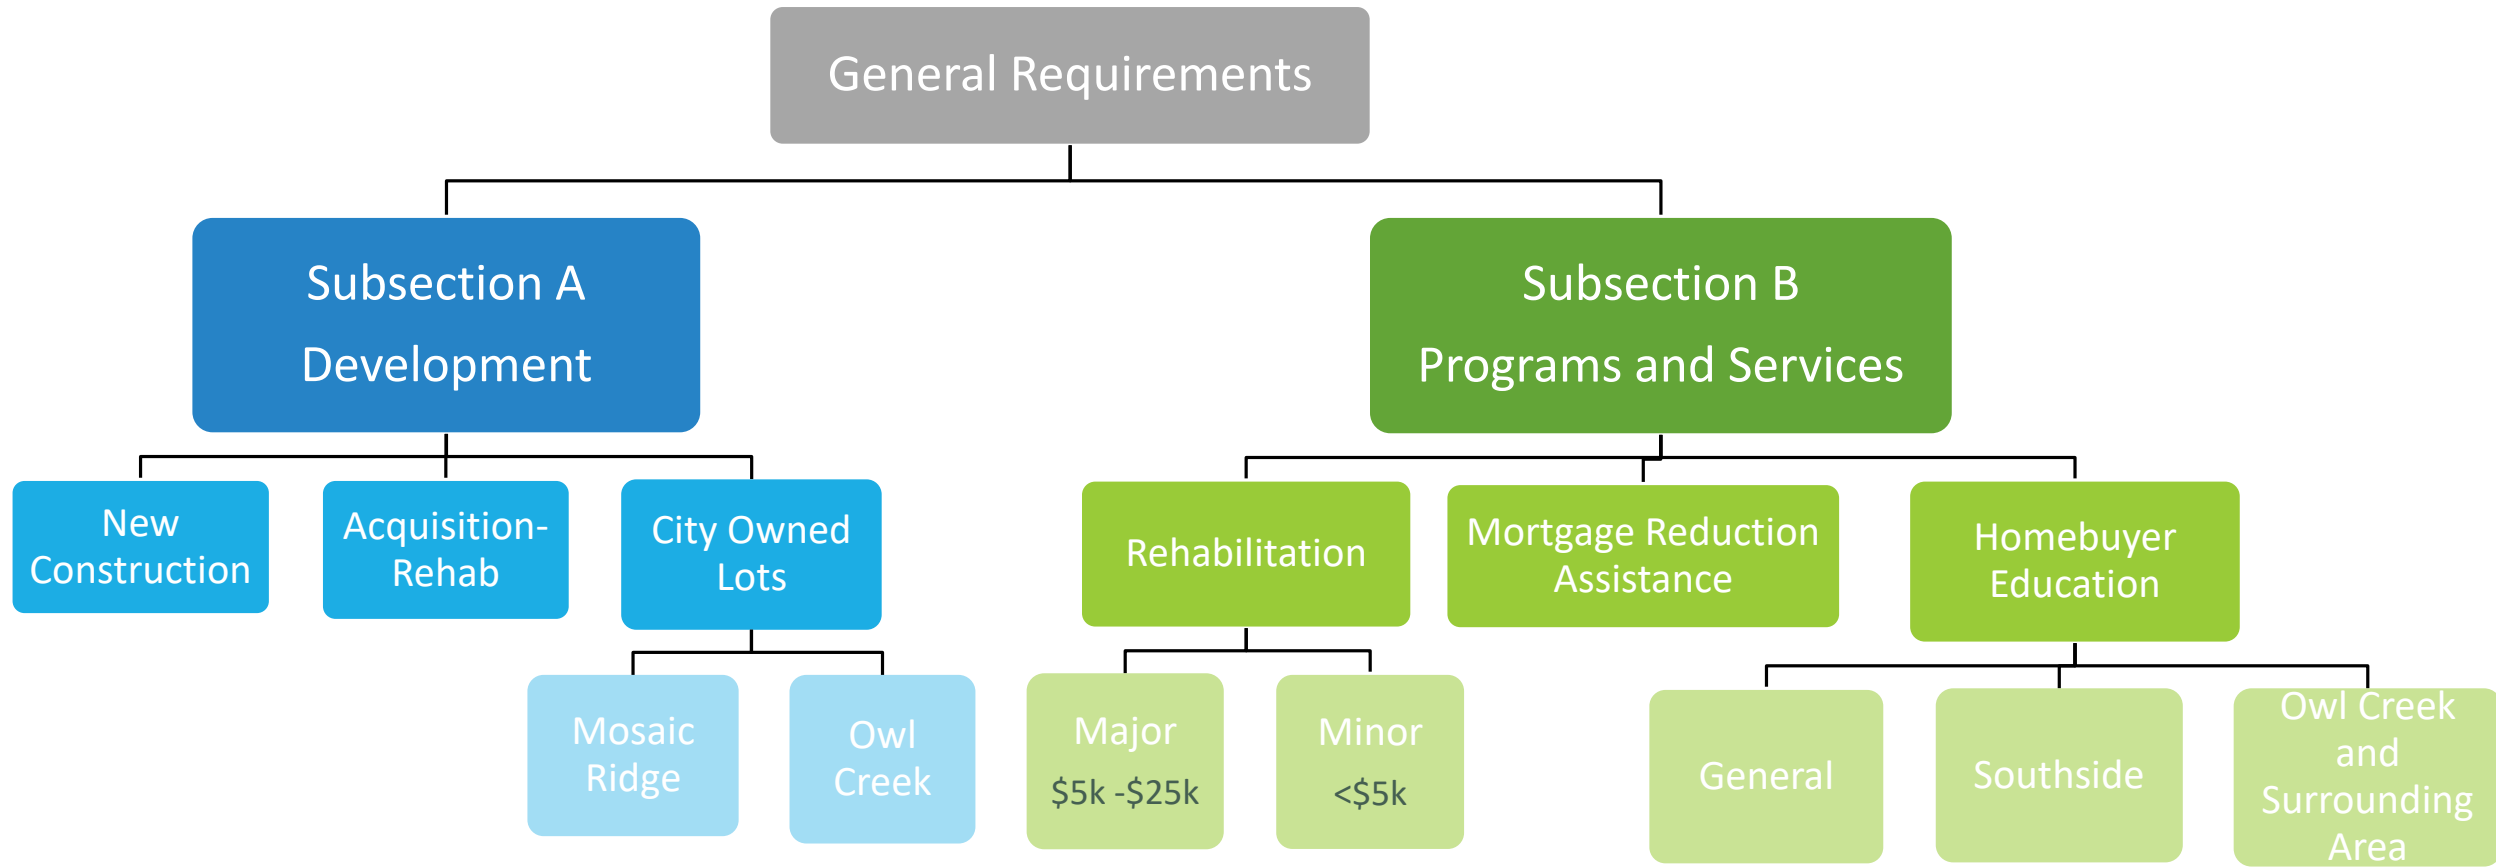 General Requirements
Subsection A
Development
Subsection B
Programs and Services
New
Construction
Acquisition-
Rehab
City Owned
Lots
Rehabilitation
Mortgage Reduction
Assistance
Homebuyer
Education
Mosaic
Ridge
Owl
Creek
Major
$5k -$25k
Minor
<$5k
General
Southside
Owl Creek
and
Surrounding
Area